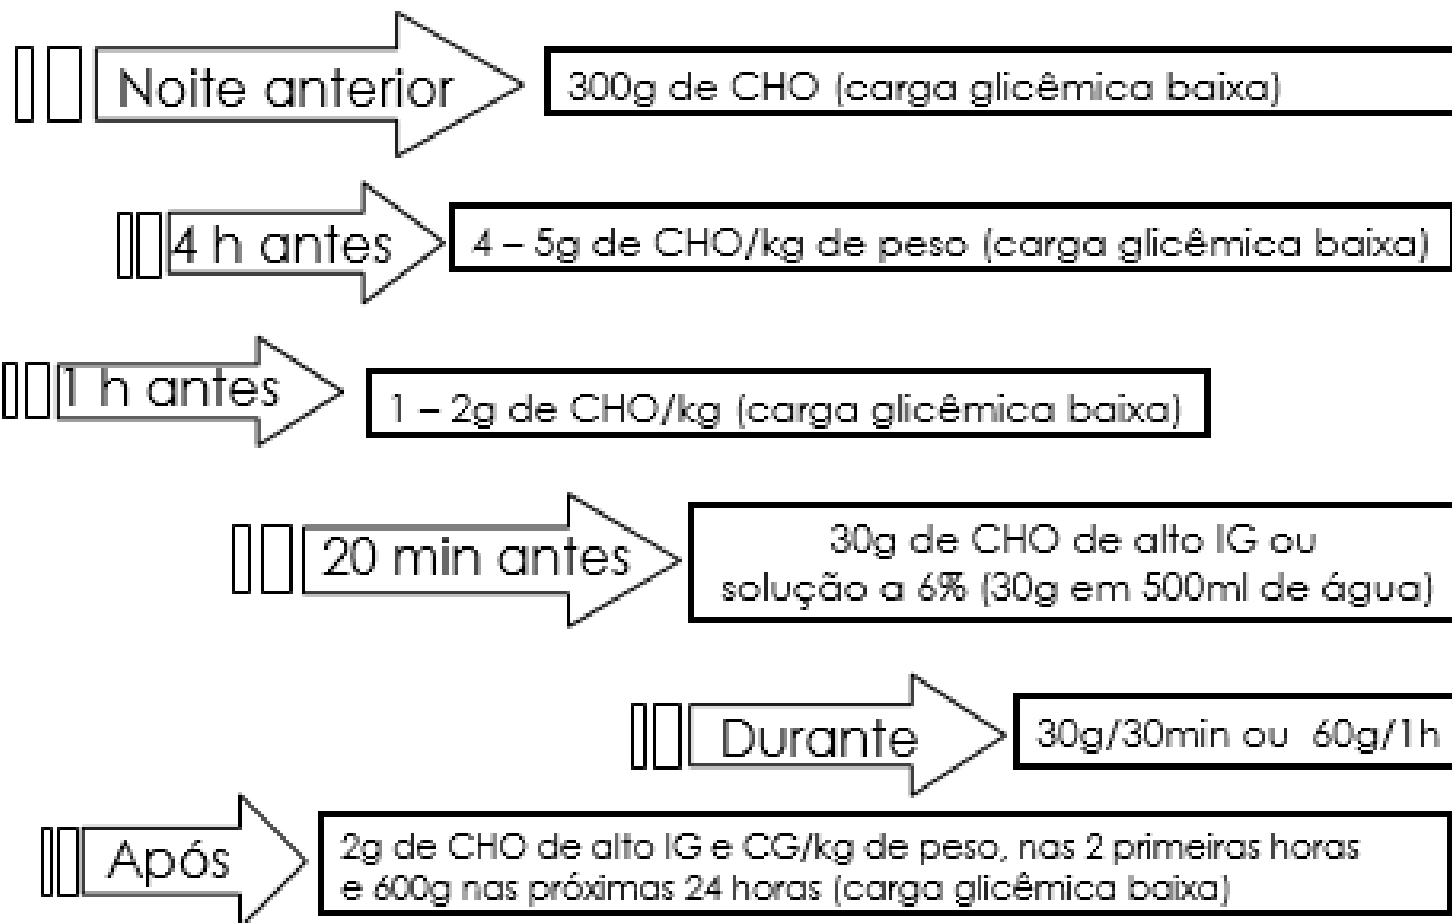 Noite anterior
300g de CHO (carga glicêmica baixa)
4 h antes
4 – 5g de CHO/kg de peso (carga glicêmica baixa)
1 h antes
1 – 2g de CHO/kg (carga glicêmica baixa)
20 min antes
30g de CHO de alto IG ou
solução a 6% (30g em 500ml de água)
Durante
30g/30min ou 60g/1h
Após
2g de CHO de alto IG e CG/kg de peso, nas 2 primeiras horas
e 600g nas próximas 24 horas (carga glicêmica baixa)